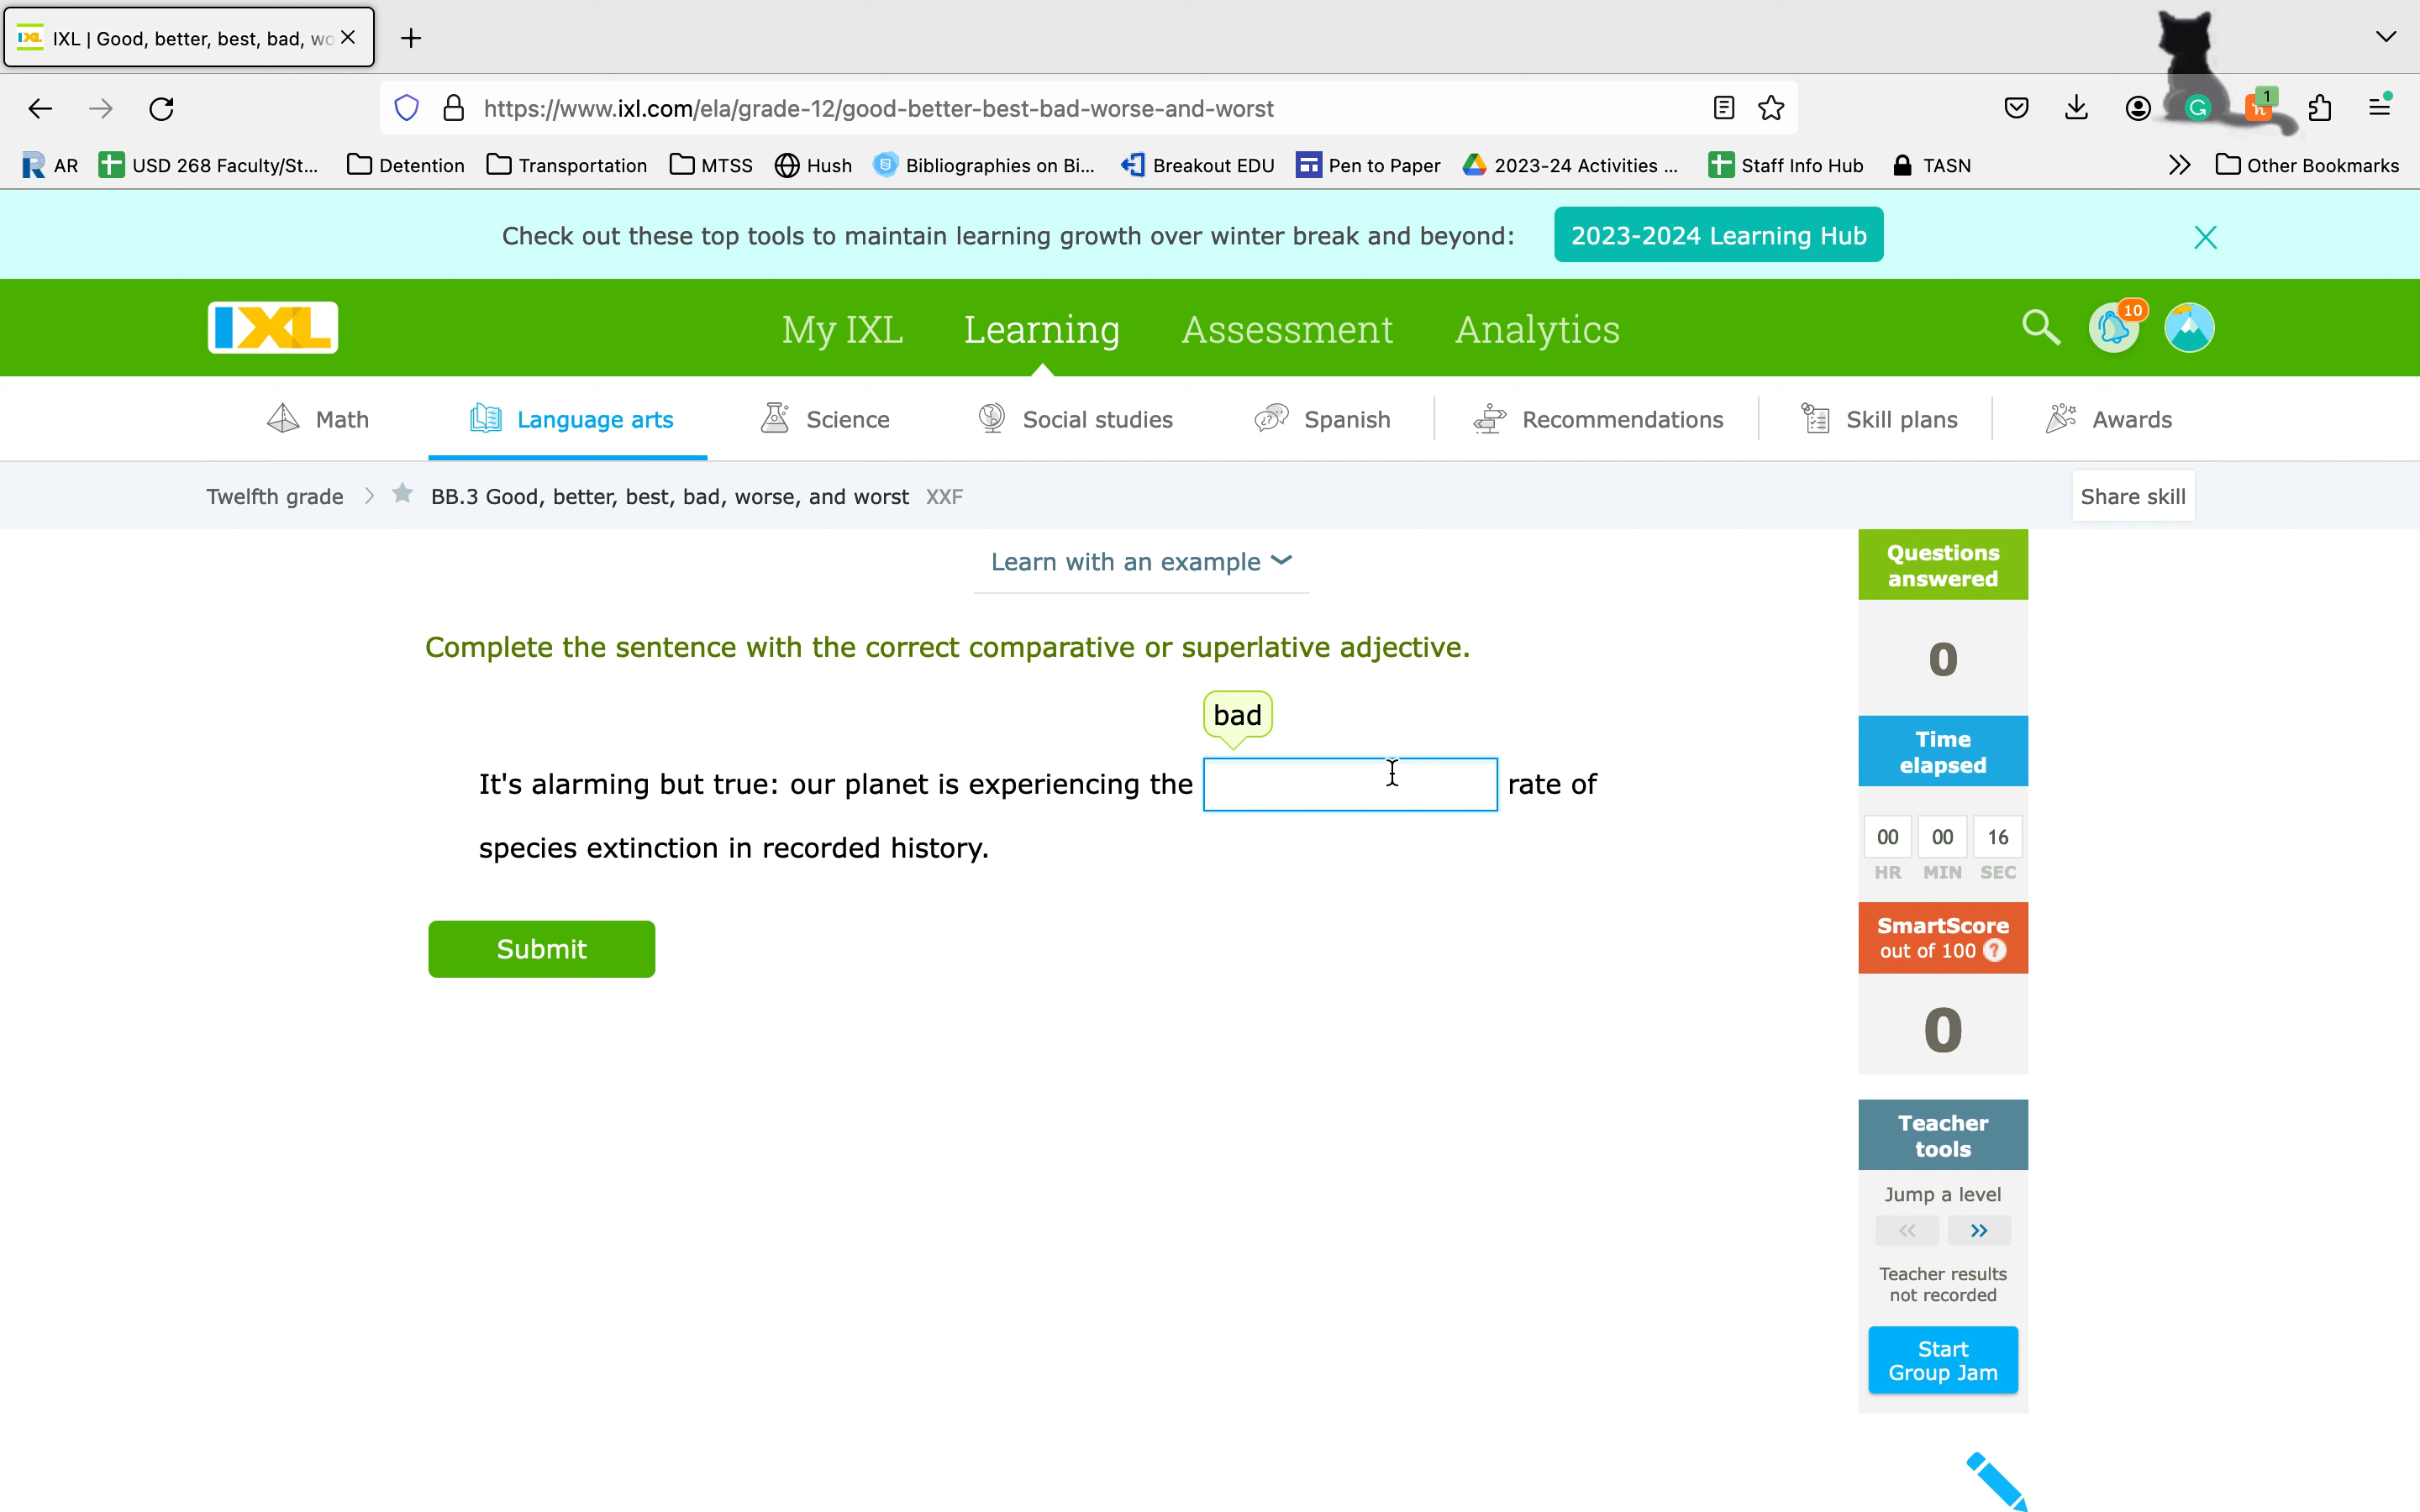 IXL | Good, better, best, bad, wo
https://www.ixl.com/ela/grade-12/good-better-best-bad-worse-and-worst
1
AR USD 268 Faculty/St... Detention Transportation MTSS Hush Bibliographies on Bi... Breakout EDU Pen to Paper 2023-24 Activities ... Staff Info Hub TASN Other Bookmarks
Check out these top tools to maintain learning growth over winter break and beyond: 2023-2024 Learning Hub
IXL My IXL Learning Assessment Analytics 10
Math Language arts Science Social studies Spanish Recommendations Skill plans Awards
Twelfth grade > BB.3 Good, better, best, bad, worse, and worst XXF Share skill
Learn with an example
Complete the sentence with the correct comparative or superlative adjective.
bad
It's alarming but true: our planet is experiencing the rate of
species extinction in recorded history.
Submit
Questions
answered
0
Time
elapsed
00 00 16
HR MIN SEC
SmartScore
out of 100 ?
0
Teacher
tools
Jump a level
Teacher results
not recorded
Start
Group Jam